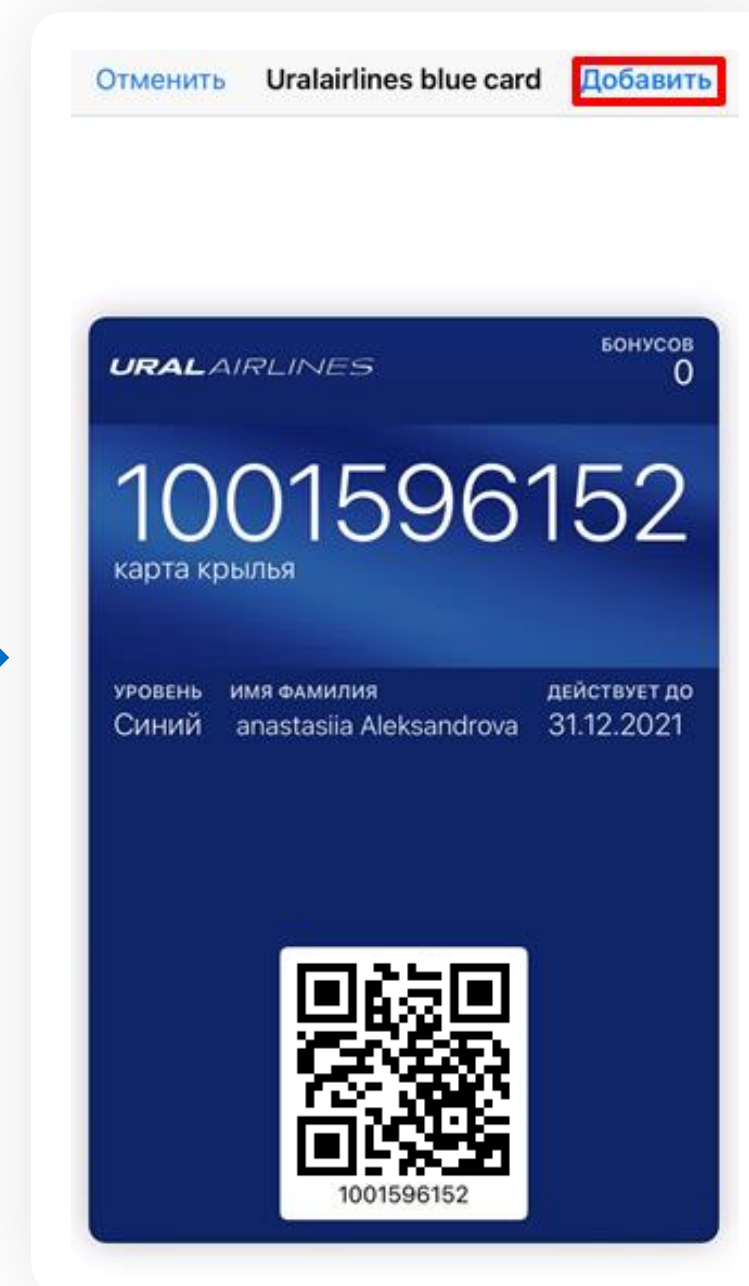 Отменить Uralairlines blue card Добавить
URALAIRLINES
БОНУСОВ
0
1001596152
карта крылья
УРОВЕНЬ ИМЯ ФАМИЛИЯ ДЕЙСТВУЕТ ДО
Синий anastasiia Aleksandrova 31.12.2021
1001596152